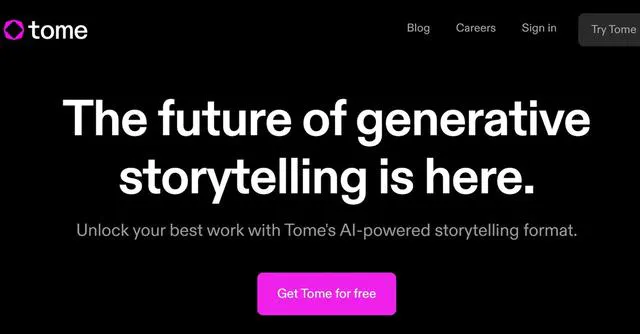 tome
Blog
Careers
Sign in
Try Tome
The future of generative
storytelling is here.
Unlock your best work with Tome's AI-powered storytelling format.
Get Tome for free